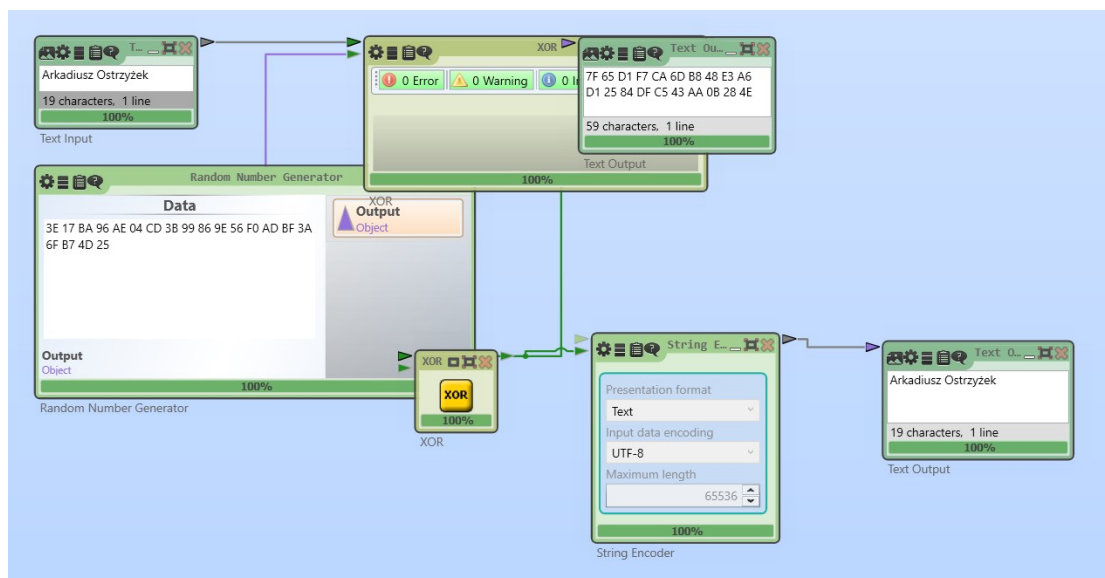 T...
Arkadiusz Ostrzyżek
19 characters, 1 line
100%
Text Input
XOR
0 Error
0 Warning
0 I
100%
XOR
Text Ou...
7F 65 D1 F7 CA 6D B8 48 E3 A6
D1 25 84 DF C5 43 AA 0B 28 4E
59 characters, 1 line
100%
Text Output
Random Number Generator
Data
3E 17 BA 96 AE 04 CD 3B 99 86 9E 56 F0 AD BF 3A
6F B7 4D 25
Output
Object
Output
Object
100%
Random Number Generator
XOR
XOR
100%
XOR
String E...
Presentation format
Text
Input data encoding
UTF-8
Maximum length
65536
100%
String Encoder
Text O...
Arkadiusz Ostrzyżek
19 characters, 1 line
100%
Text Output